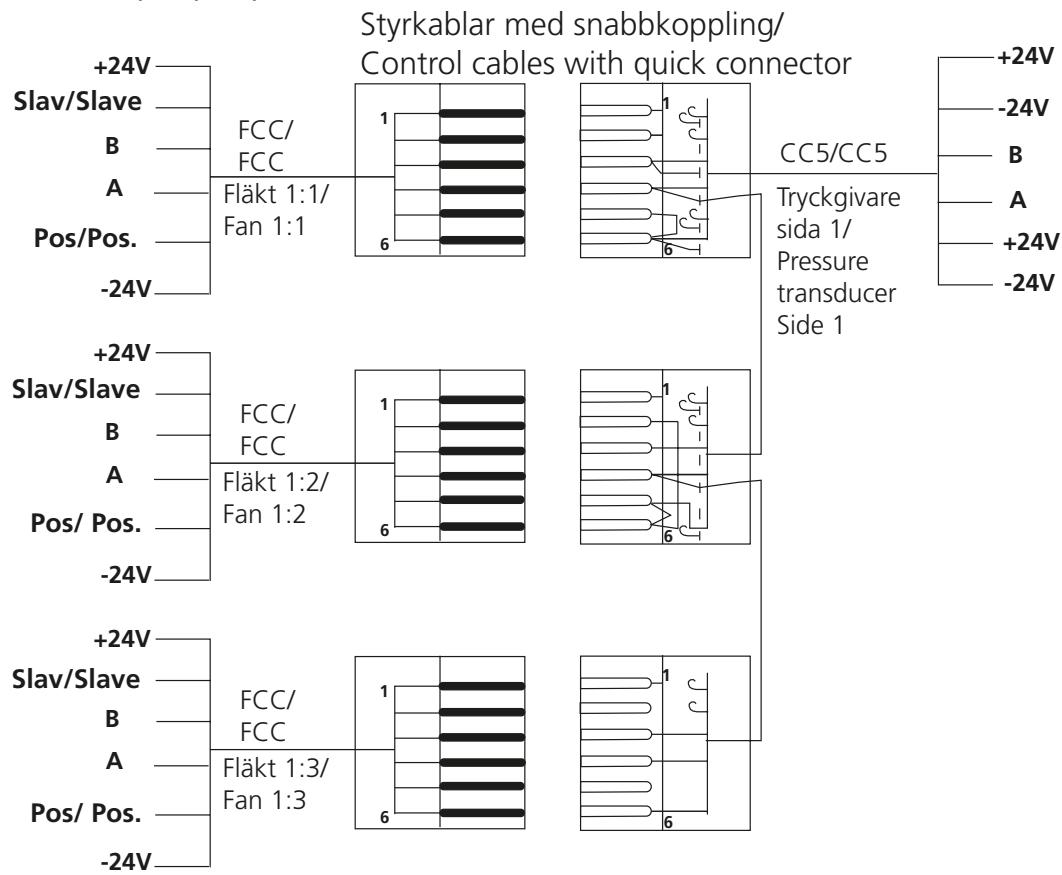 Styrkablar med snabbkoppling/
Control cables with quick connector
+24V
Slav/Slave
B
A
Pos/Pos.
-24V
FCC/
FCC
Fläkt 1:1/
Fan 1:1
1
6
1
6
CC5/CC5
Tryckgivare
sida 1/
Pressure
transducer
Side 1
+24V
-24V
B
A
+24V
-24V
+24V
Slav/Slave
B
A
Pos/ Pos.
-24V
FCC/
FCC
Fläkt 1:2/
Fan 1:2
1
6
1
6
+24V
Slav/Slave
B
A
Pos/ Pos.
-24V
FCC/
FCC
Fläkt 1:3/
Fan 1:3
1
6
1
6